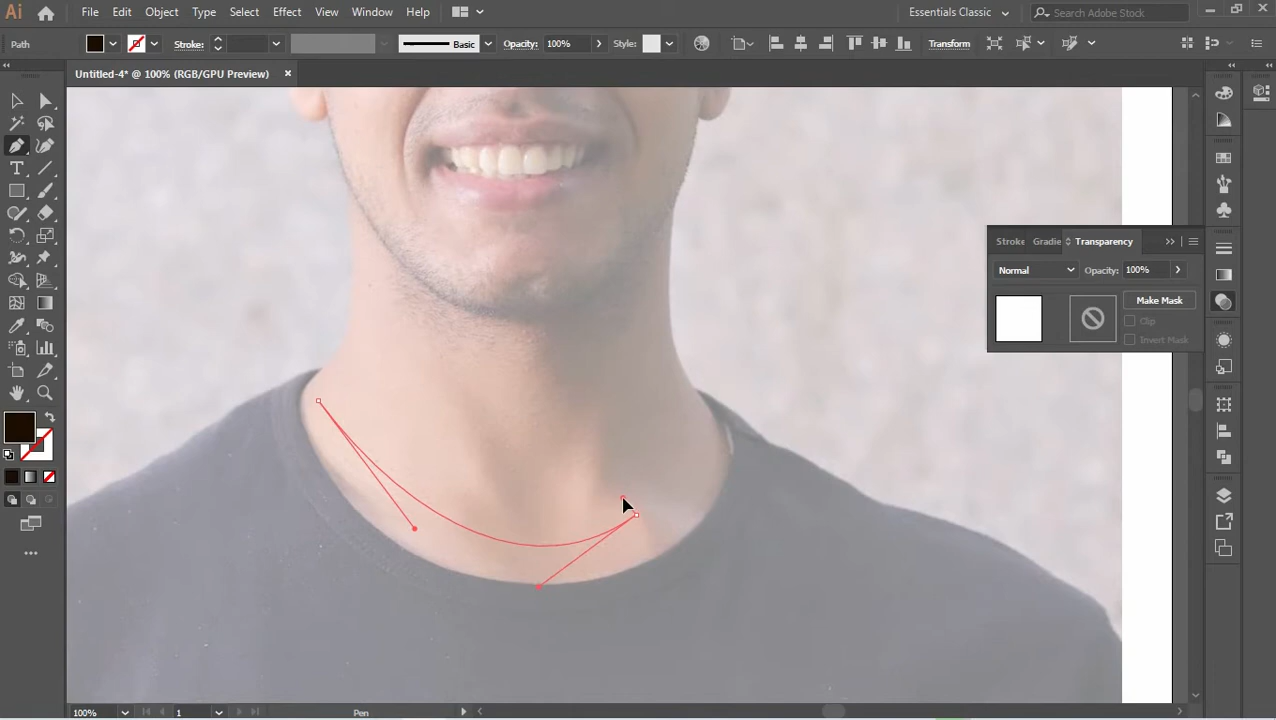 Ai File Edit Object Type Select Effect View Window Help Essentials Classic Search Adobe Stock
Path Stroke: Basic Opacity: 100% Style: Transform
Untitled-4* @ 100% (RGB/GPU Preview)
Stroke Gradie Transparency
Normal Opacity: 100%
Make Mask
Clip
Invert Mask
100% 1 Pen